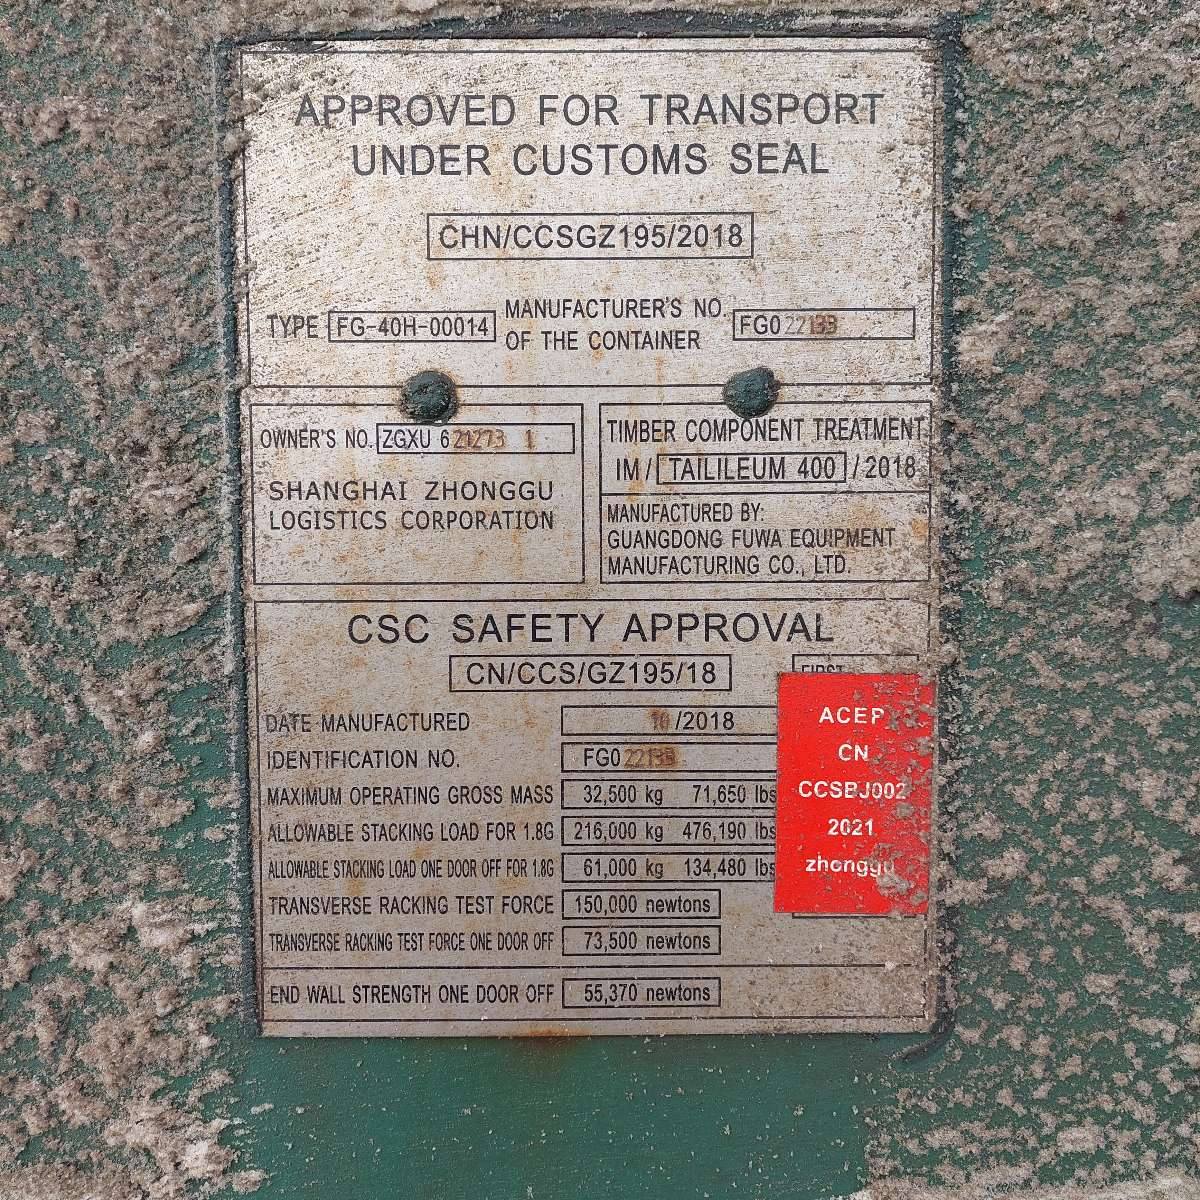 APPROVED FOR TRANSPORT
UNDER CUSTOMS SEAL
CHN/CCSGZ195/2018
TYPE FG-40H-00014
MANUFACTURER'S NO.
OF THE CONTAINER
FG022133
OWNER'S NO. ZGXU 621273 1
SHANGHAI ZHONGGU
LOGISTICS CORPORATION
TIMBER COMPONENT TREATMENT
IM / TAILILEUM 400 / 2018
MANUFACTURED BY:
GUANGDONG FUWA EQUIPMENT
MANUFACTURING CO., LTD.
CSC SAFETY APPROVAL
CN/CCS/GZ195/18
FIRST
DATE MANUFACTURED 10/2018
IDENTIFICATION NO. FG022133
MAXIMUM OPERATING GROSS MASS 32,500 kg 71,650 lbs
ALLOWABLE STACKING LOAD FOR 1.8G 216,000 kg 476,190 lbs
ALLOWABLE STACKING LOAD ONE DOOR OFF FOR 1.8G 61,000 kg 134,480 lbs
TRANSVERSE RACKING TEST FORCE 150,000 newtons
TRANSVERSE RACKING TEST FORCE ONE DOOR OFF 73,500 newtons
END WALL STRENGTH ONE DOOR OFF 55,370 newtons
ACEP
CN
CCSBJ002
2021
zhonggu